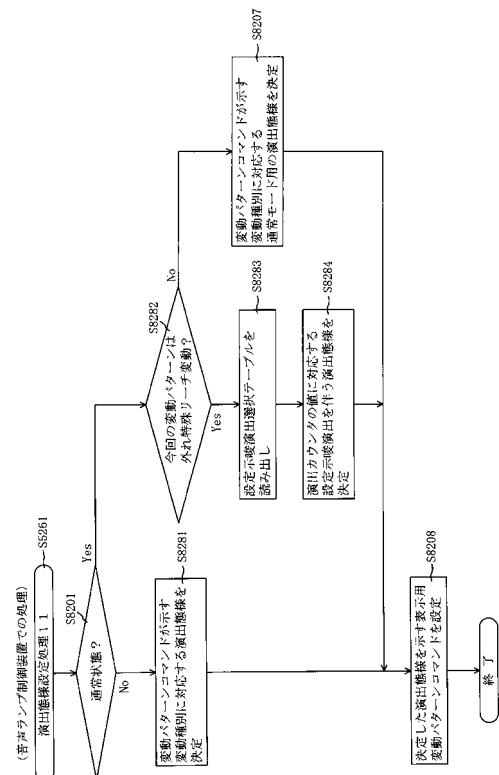 (音声ランプ制御装置での処理)
演出態様設定処理11
S5261
通常状態?
S8201
Yes
No
変動パターンコマンドが示す
変動種別に対応する演出態様を
決定
S8281
今回の変動パターンは
外れ特殊リーチ変動?
S8282
No
Yes
設定示唆演出選択テーブルを
読み出し
S8283
演出カウンタの値に対応する
設定示唆演出を伴う演出態様を
決定
S8284
変動パターンコマンドが示す
変動種別に対応する
通常モード用の演出態様を決定
S8207
決定した演出態様を示す表示用
変動パターンコマンドを設定
S8208
終了